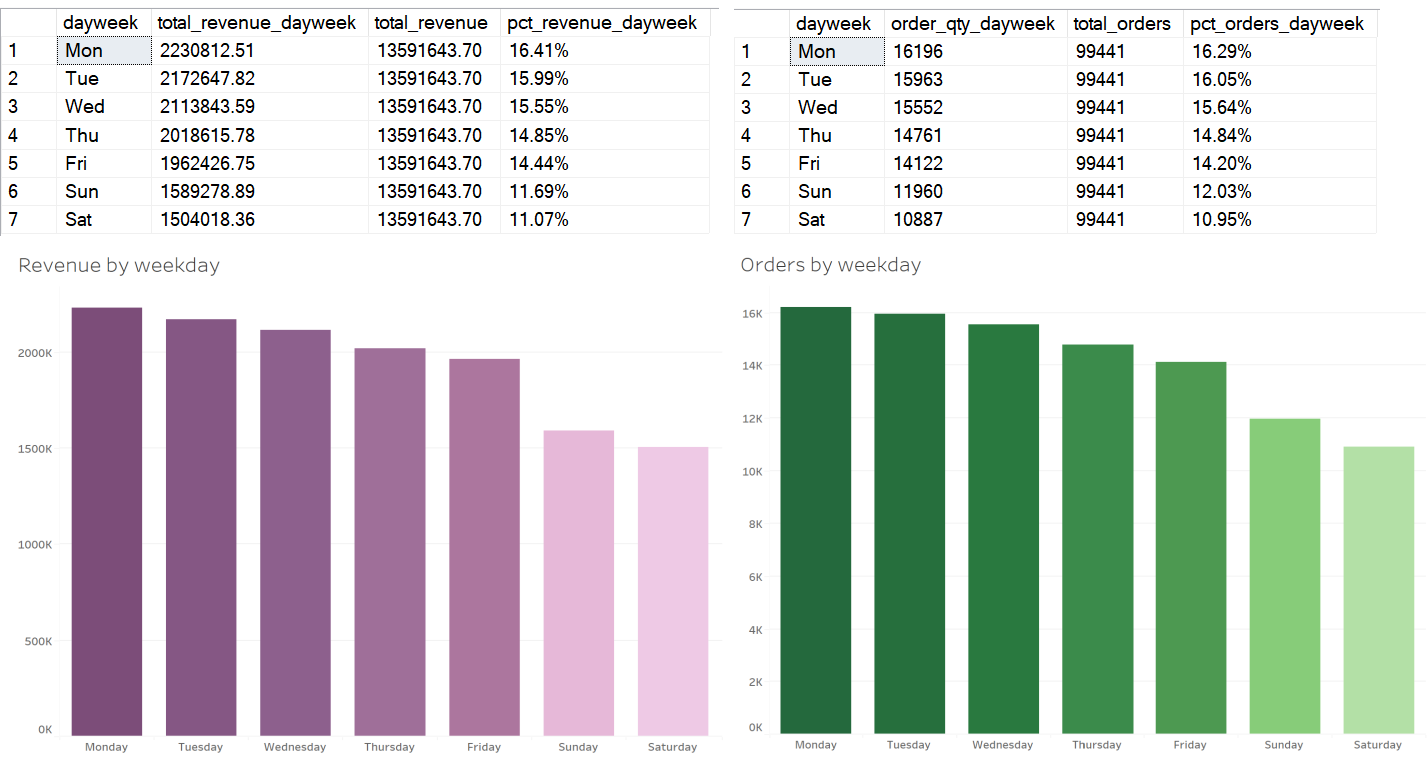 dayweek total_revenue_dayweek total_revenue pct_revenue_dayweek
1 Mon 2230812.51 13591643.70 16.41%
2 Tue 2172647.82 13591643.70 15.99%
3 Wed 2113843.59 13591643.70 15.55%
4 Thu 2018615.78 13591643.70 14.85%
5 Fri 1962426.75 13591643.70 14.44%
6 Sun 1589278.89 13591643.70 11.69%
7 Sat 1504018.36 13591643.70 11.07%
dayweek order_qty_dayweek total_orders pct_orders_dayweek
1 Mon 16196 99441 16.29%
2 Tue 15963 99441 16.05%
3 Wed 15552 99441 15.64%
4 Thu 14761 99441 14.84%
5 Fri 14122 99441 14.20%
6 Sun 11960 99441 12.03%
7 Sat 10887 99441 10.95%
Revenue by weekday
2000K
1500K
1000K
500K
0K
Monday Tuesday Wednesday Thursday Friday Sunday Saturday
Orders by weekday
16K
14K
12K
10K
8K
6K
4K
2K
0K
Monday Tuesday Wednesday Thursday Friday Sunday Saturday